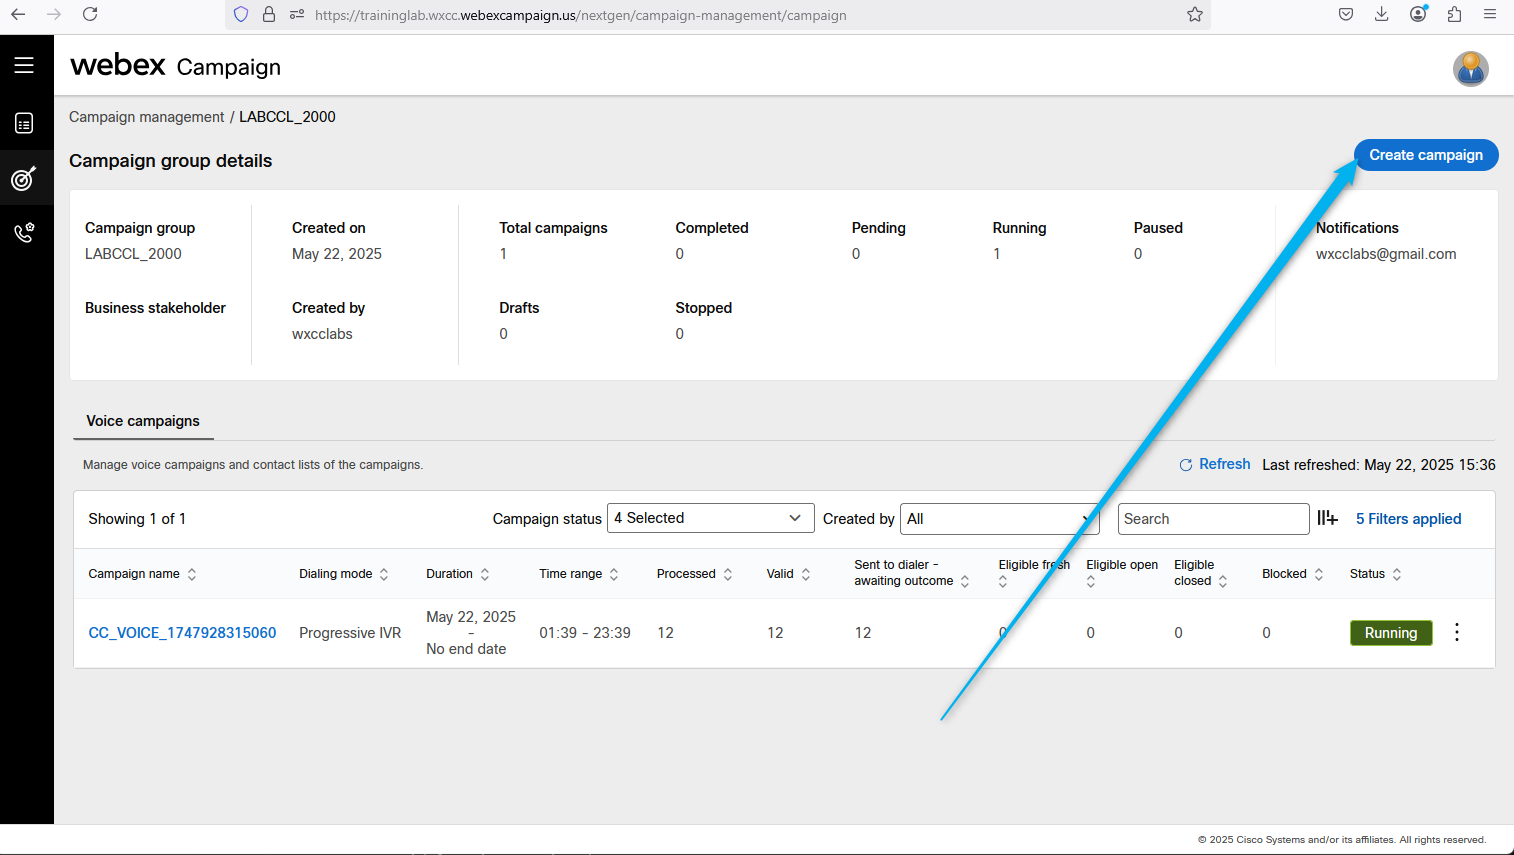 https://traininglab.wxcc.webexcampaign.us/nextgen/campaign-management/campaign
webex Campaign
Campaign management / LABCCL_2000
Campaign group details
Create campaign
Campaign group
LABCCL_2000
Created on
May 22, 2025
Total campaigns
1
Completed
0
Pending
0
Running
1
Paused
0
Notifications
wxcclabs@gmail.com
Business stakeholder
Created by
wxcclabs
Drafts
0
Stopped
0
Voice campaigns
Manage voice campaigns and contact lists of the campaigns.
Refresh
Last refreshed: May 22, 2025 15:36
Showing 1 of 1
Campaign status
4 Selected
Created by
All
Search
5 Filters applied
Campaign name
Dialing mode
Duration
Time range
Processed
Valid
Sent to dialer -
awaiting outcome
Eligible fresh
Eligible open
Eligible
closed
Blocked
Status
CC_VOICE_1747928315060
Progressive IVR
May 22, 2025
-
No end date
01:39 - 23:39
12
12
12
0
0
0
0
Running
© 2025 Cisco Systems and/or its affiliates. All rights reserved.